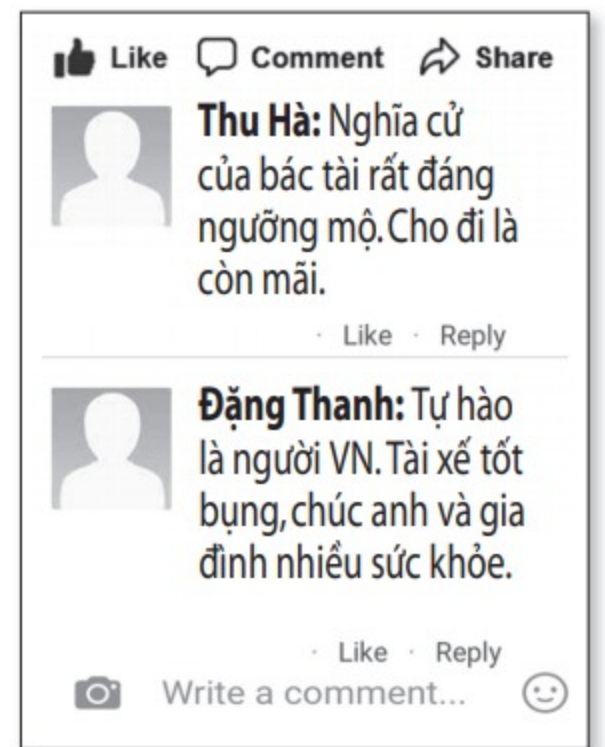 Like Comment Share
Thu Hà: Nghĩa cử
của bác tài rất đáng
ngưỡng mộ. Cho đi là
còn mãi.
· Like · Reply
Đặng Thanh: Tự hào
là người VN. Tài xế tốt
bụng, chúc anh và gia
đình nhiều sức khỏe.
· Like · Reply
Write a comment...